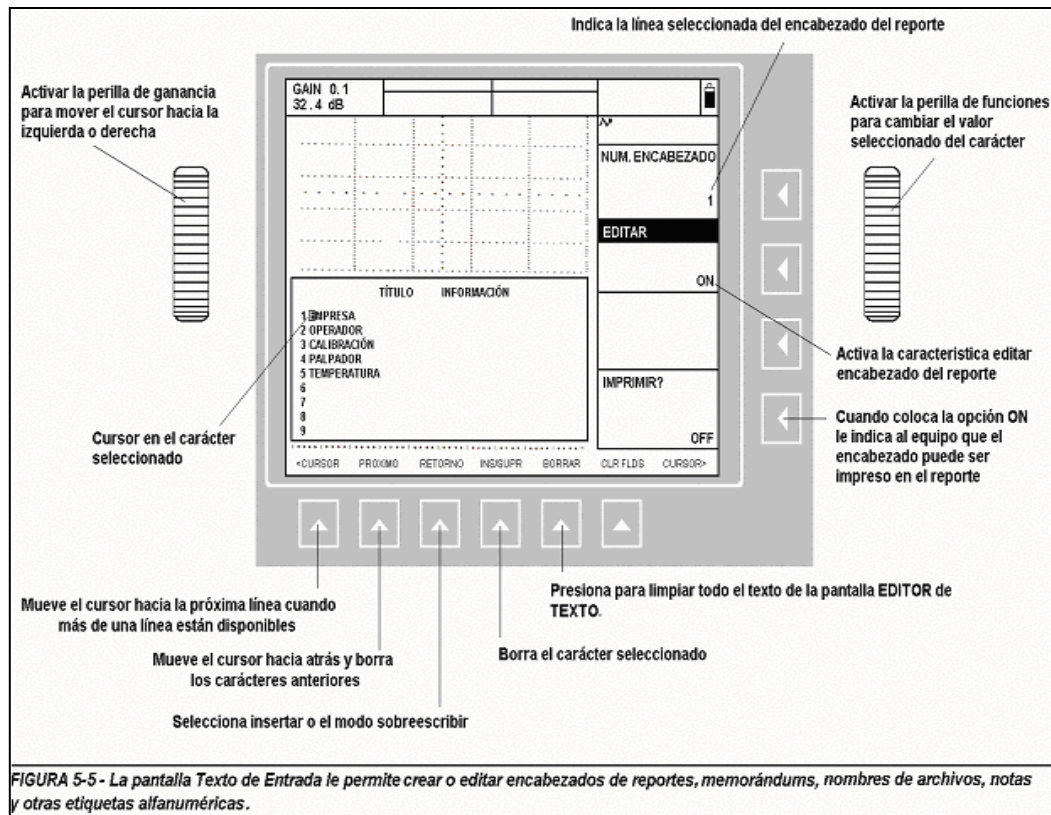 Indica la línea seleccionada del encabezado del reporte
Activar la perilla de ganancia
para mover el cursor hacia la
izquierda o derecha
GAIN 0.1
32.4 dB
Activar la perilla de funciones
para cambiar el valor
seleccionado del carácter
NUM. ENCABEZADO
1
EDITAR
ON
TÍTULO INFORMACIÓN
1 EMPRESA
2 OPERADOR
3 CALIBRACIÓN
4 PALPADOR
5 TEMPERATURA
6
7
8
9
IMPRIMIR?
OFF
<CURSOR PROXIMO RETORNO INS/SUPR BORRAR CLR FLDS CURSOR>
Cursor en el carácter
seleccionado
Activa la caracteristica editar
encabezado del reporte
Cuando coloca la opción ON
le indica al equipo que el
encabezado puede ser
impreso en el reporte
Mueve el cursor hacia la próxima línea cuando
más de una línea están disponibles
Mueve el cursor hacia atrás y borra
los carácteres anteriores
Selecciona insertar o el modo sobreescribir
Borra el carácter seleccionado
Presiona para limpiar todo el texto de la pantalla EDITOR de
TEXTO.
FIGURA 5-5 - La pantalla Texto de Entrada le permite crear o editar encabezados de reportes, memorándums, nombres de archivos, notas
y otras etiquetas alfanuméricas.